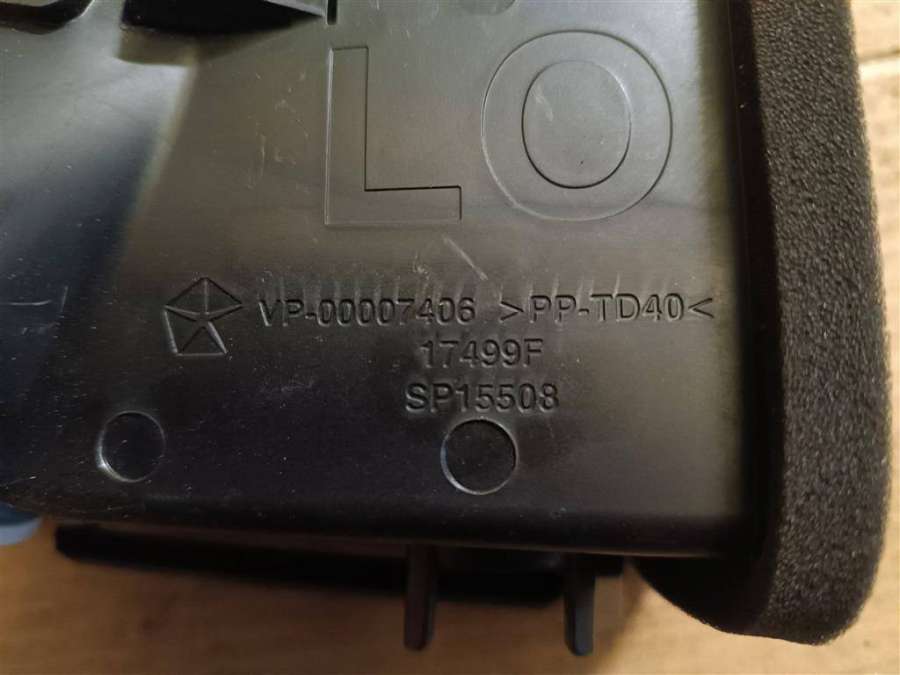 LO
VP-00007406 >PP-TD40<
17499F
SP15508